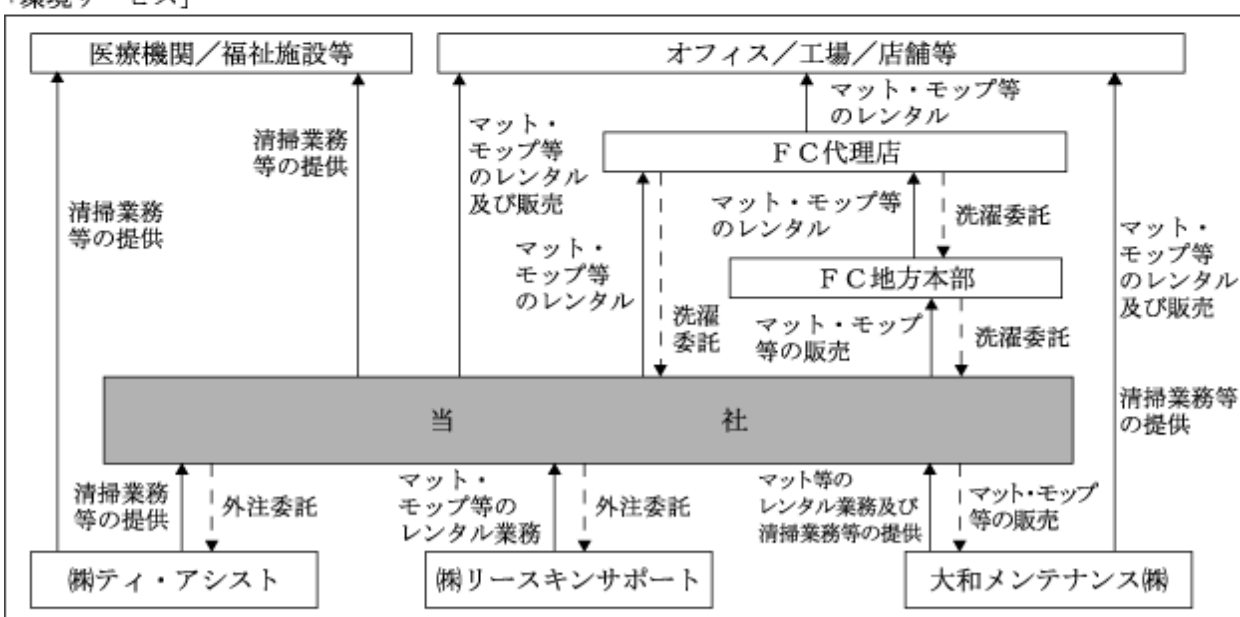 「環境サービス」
医療機関／福祉施設等
オフィス／工場／店舗等
清掃業務
等の提供
清掃業務
等の提供
マット・
モップ等
のレンタル
及び販売
マット・モップ等
のレンタル
ＦＣ代理店
マット・
モップ等
のレンタル
洗濯
委託
マット・モップ等
のレンタル
洗濯委託
ＦＣ地方本部
マット・モップ
等の販売
洗濯委託
マット・
モップ等
のレンタル
及び販売
清掃業務等
の提供
当社
清掃業務
等の提供
外注委託
マット・
モップ等の
レンタル業務
外注委託
マット等の
レンタル業務及び
清掃業務等の提供
マット・モップ
等の販売
㈱ティ・アシスト
㈱リースキンサポート
大和メンテナンス㈱